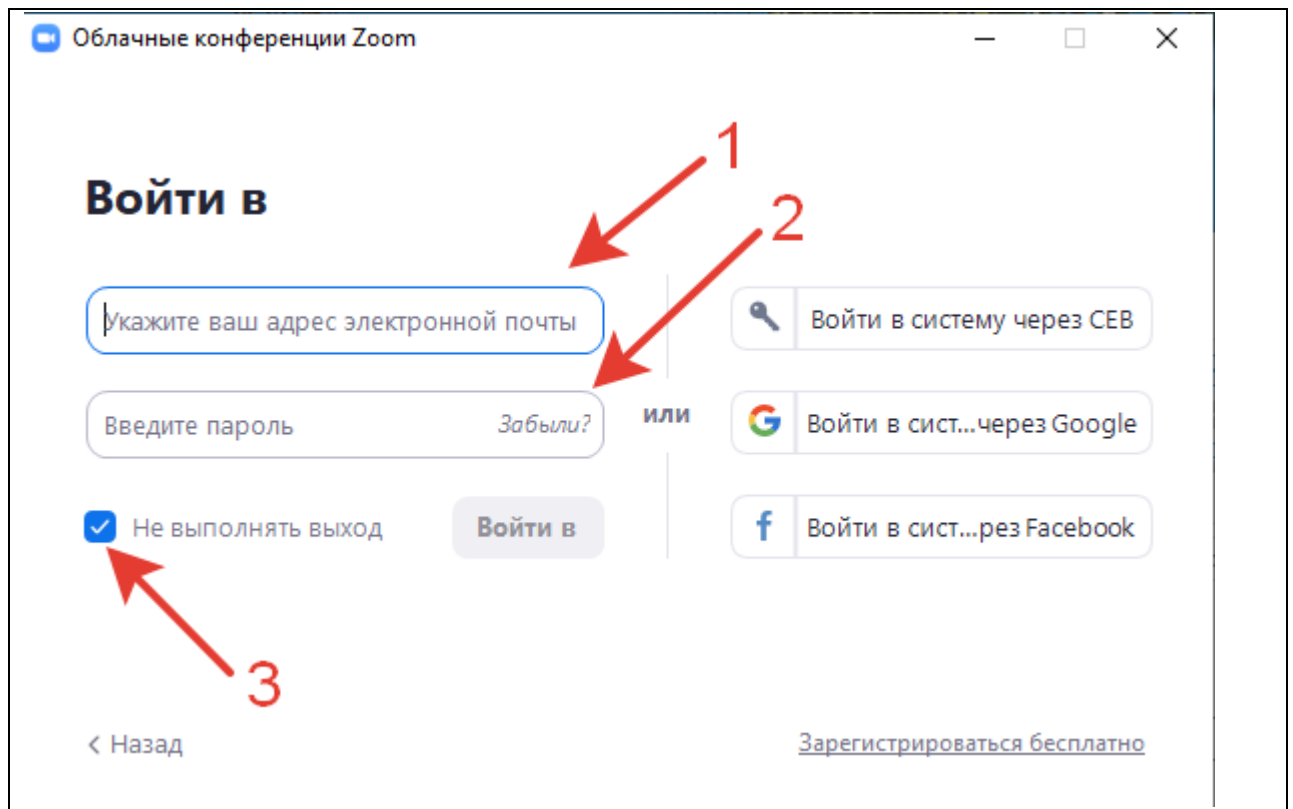 Облачные конференции Zoom
1
Войти в
2
Укажите ваш адрес электронной почты
Войти в систему через СЕВ
Введите пароль
Забыли?
или
Войти в сист...через Google
Не выполнять выход
Войти в
Войти в сист...рез Facebook
3
Назад
Зарегистрироваться бесплатно